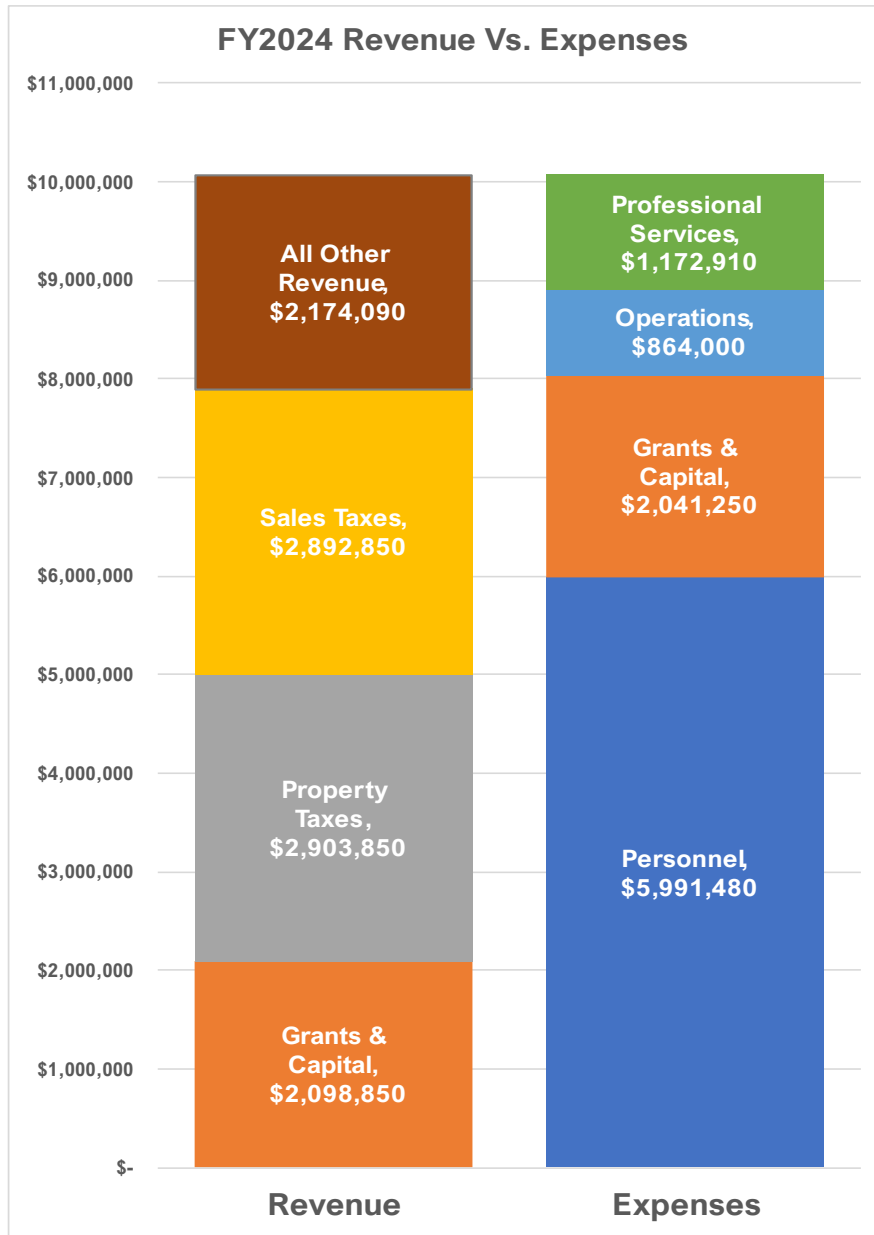 FY2024 Revenue Vs. Expenses
$11,000,000
$10,000,000
$9,000,000
$8,000,000
$7,000,000
$6,000,000
$5,000,000
$4,000,000
$3,000,000
$2,000,000
$1,000,000
$-
All Other
Revenue,
$2,174,090
Sales Taxes,
$2,892,850
Property
Taxes,
$2,903,850
Grants &
Capital,
$2,098,850
Professional
Services,
$1,172,910
Operations,
$864,000
Grants &
Capital,
$2,041,250
Personnel,
$5,991,480
Revenue
Expenses